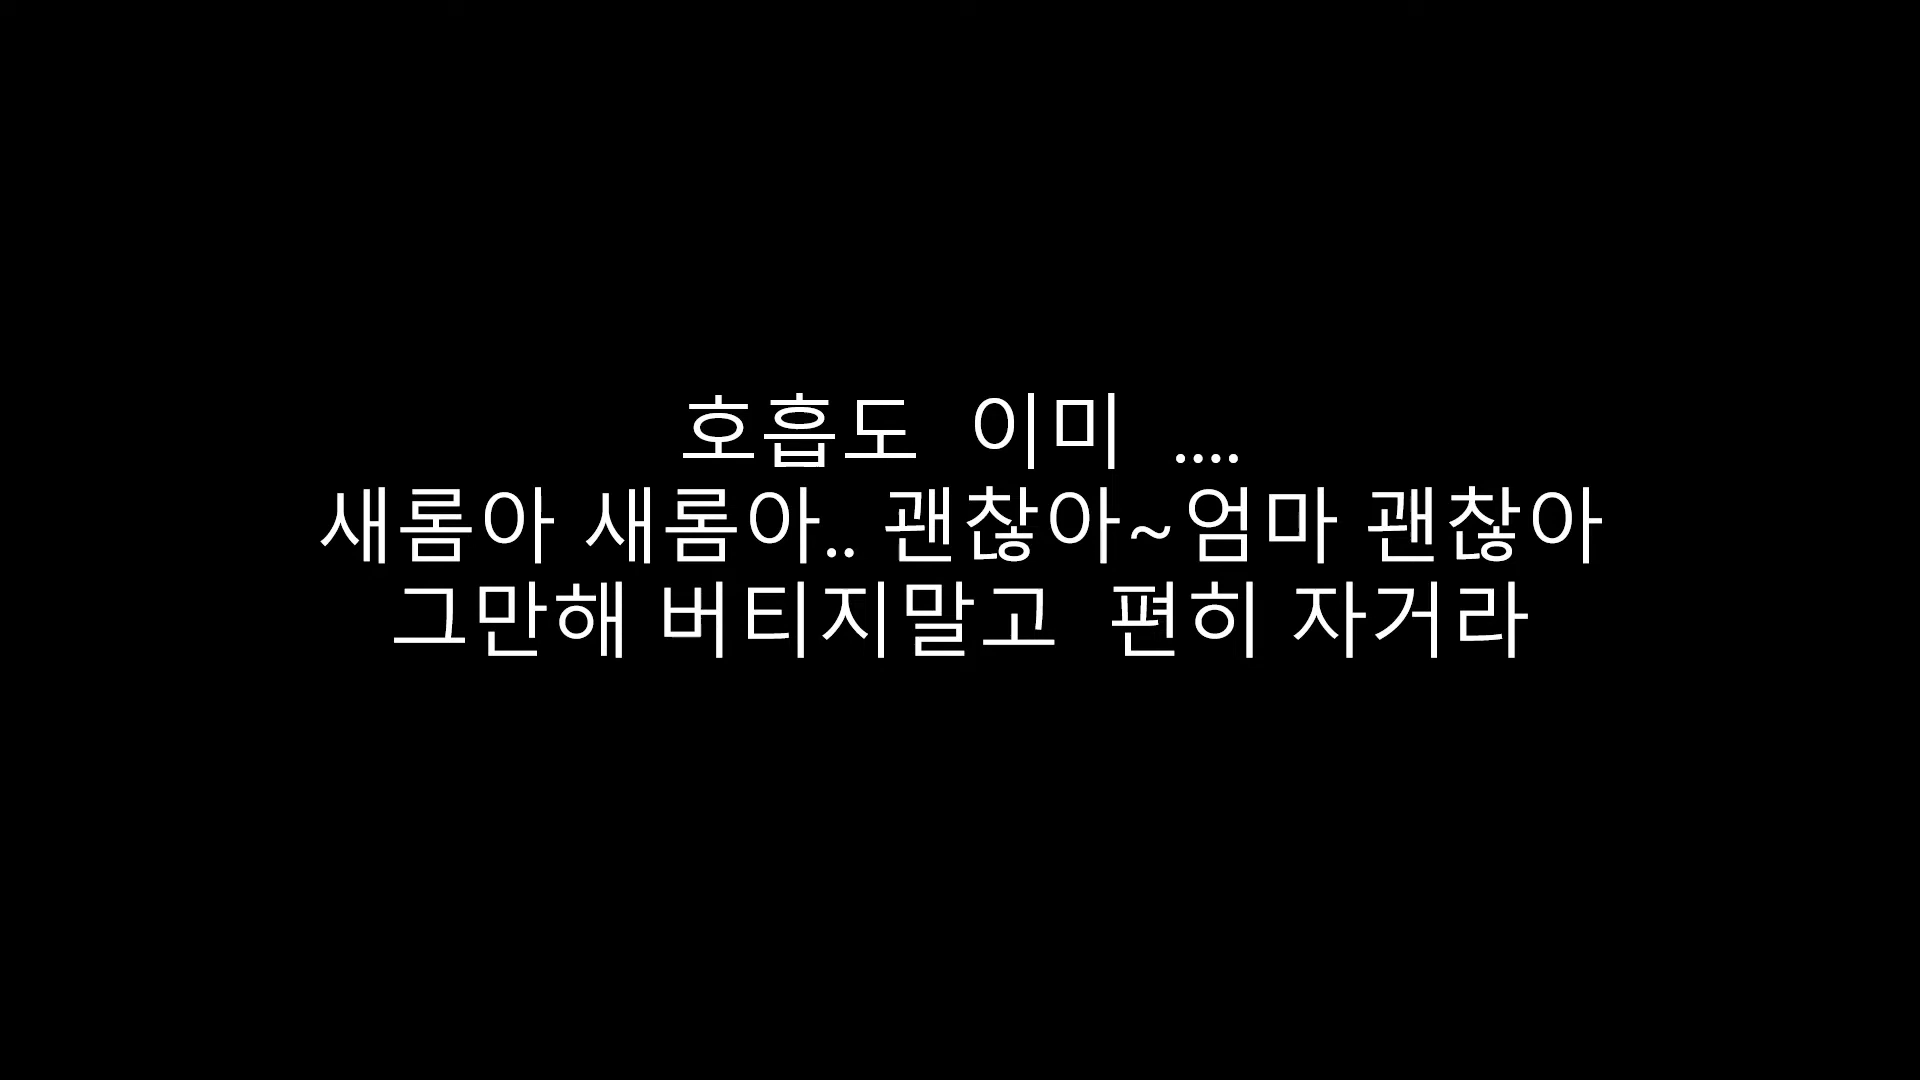 호흡도  이미  ....
새롬아 새롬아.. 괜찮아~엄마 괜찮아
그만해 버티지말고  편히 자거라